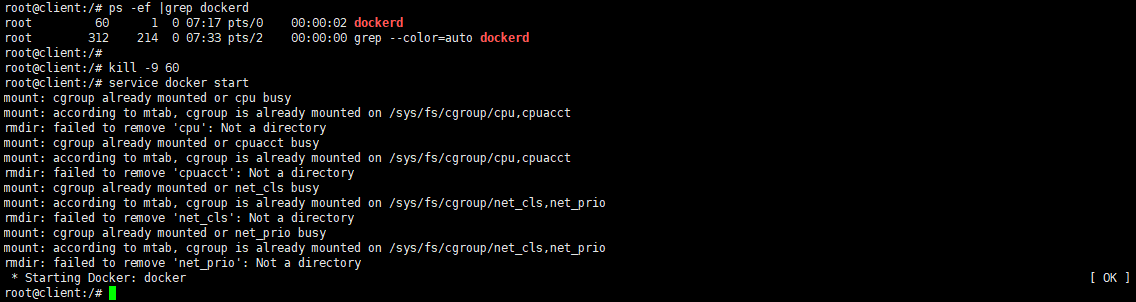 root@client:/# ps -ef |grep dockerd
root 60 1 0 07:17 pts/0 00:00:02 dockerd
root 312 214 0 07:33 pts/2 00:00:00 grep --color=auto dockerd
root@client:/#
root@client:/# kill -9 60
root@client:/# service docker start
mount: cgroup already mounted or cpu busy
mount: according to mtab, cgroup is already mounted on /sys/fs/cgroup/cpu,cpuacct
rmdir: failed to remove 'cpu': Not a directory
mount: cgroup already mounted or cpuacct busy
mount: according to mtab, cgroup is already mounted on /sys/fs/cgroup/cpu,cpuacct
rmdir: failed to remove 'cpuacct': Not a directory
mount: cgroup already mounted or net_cls busy
mount: according to mtab, cgroup is already mounted on /sys/fs/cgroup/net_cls,net_prio
rmdir: failed to remove 'net_cls': Not a directory
mount: cgroup already mounted or net_prio busy
mount: according to mtab, cgroup is already mounted on /sys/fs/cgroup/net_cls,net_prio
rmdir: failed to remove 'net_prio': Not a directory
 * Starting Docker: docker [ OK ]
root@client:/#